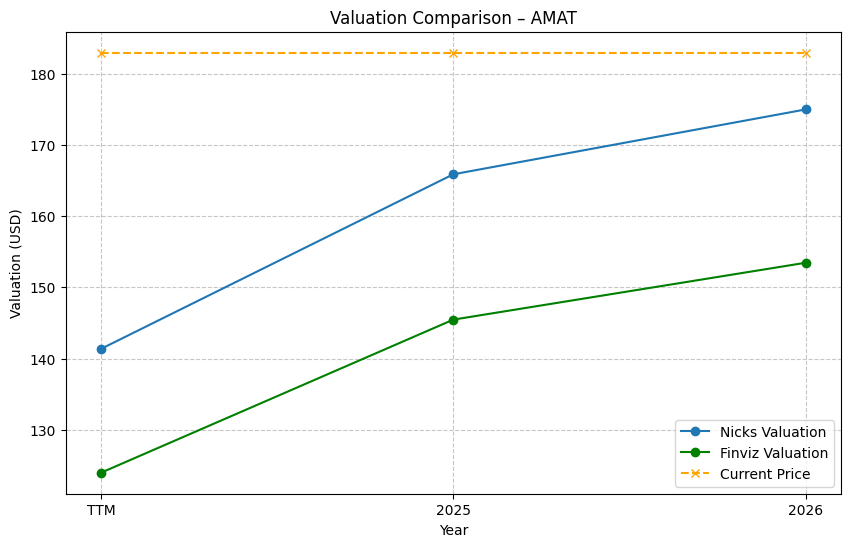 Valuation Comparison – AMAT
Valuation (USD)
180
170
160
150
140
130
TTM
2025
2026
Year
Nicks Valuation
Finviz Valuation
Current Price